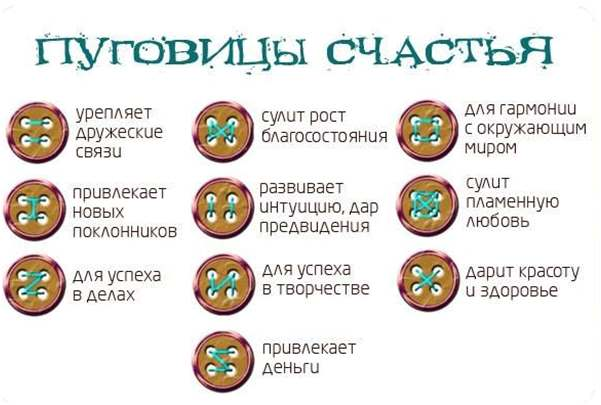 ПУГОВИЦЫ СЧАСТЬЯ
урепляет
дружеские
связи
сулит рост
благосостояния
для гармонии
с окружающим
миром
привлекает
новых
поклонников
развивает
интуицию, дар
предвидения
сулит
пламенную
любовь
для успеха
в делах
для успеха
в творчестве
дарит красоту
и здоровье
привлекает
деньги